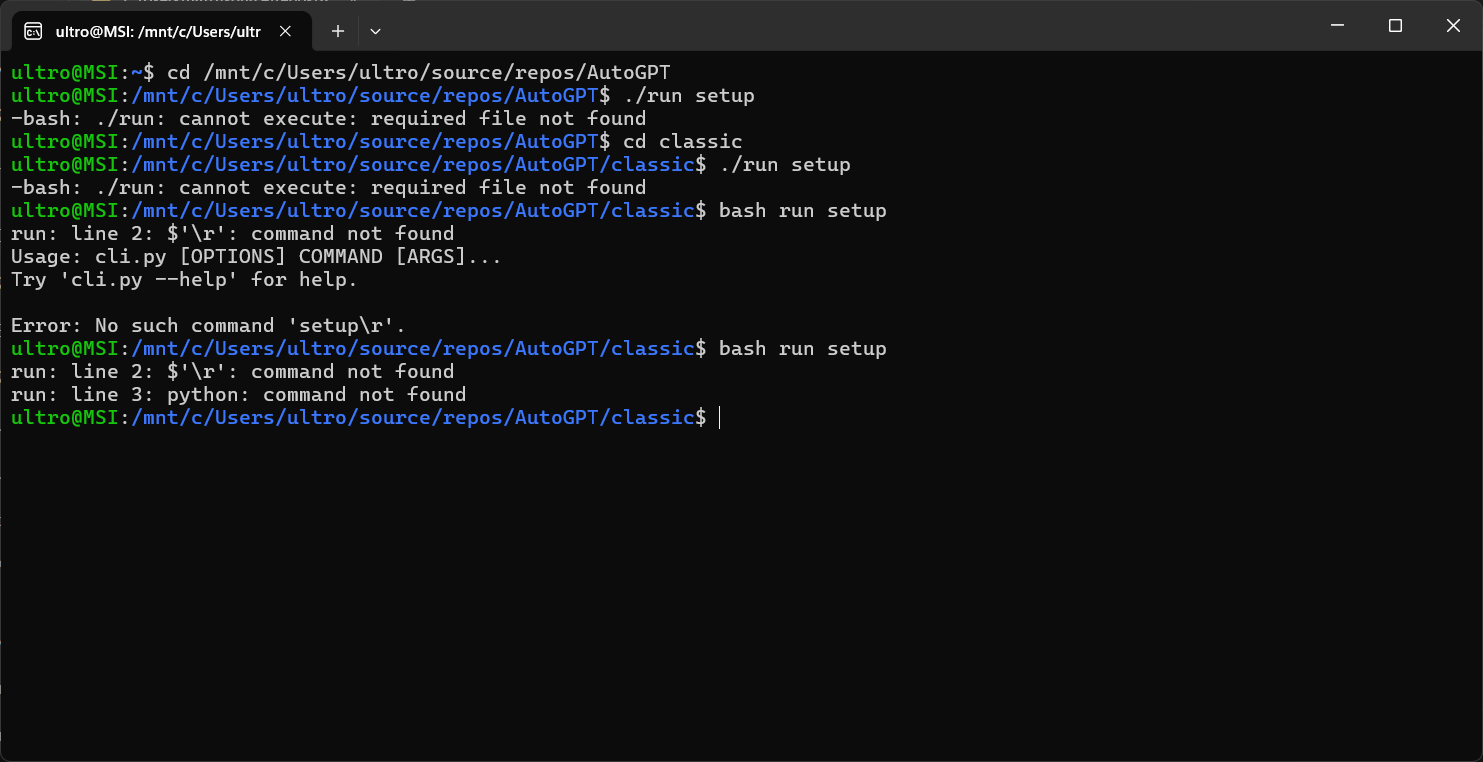 ultro@MSI: /mnt/c/Users/ultr
ultro@MSI:~$ cd /mnt/c/Users/ultro/source/repos/AutoGPT
ultro@MSI:/mnt/c/Users/ultro/source/repos/AutoGPT$ ./run setup
-bash: ./run: cannot execute: required file not found
ultro@MSI:/mnt/c/Users/ultro/source/repos/AutoGPT$ cd classic
ultro@MSI:/mnt/c/Users/ultro/source/repos/AutoGPT/classic$ ./run setup
-bash: ./run: cannot execute: required file not found
ultro@MSI:/mnt/c/Users/ultro/source/repos/AutoGPT/classic$ bash run setup
run: line 2: $'\r': command not found
Usage: cli.py [OPTIONS] COMMAND [ARGS]...
Try 'cli.py --help' for help.
Error: No such command 'setup\r'.
ultro@MSI:/mnt/c/Users/ultro/source/repos/AutoGPT/classic$ bash run setup
run: line 2: $'\r': command not found
run: line 3: python: command not found
ultro@MSI:/mnt/c/Users/ultro/source/repos/AutoGPT/classic$